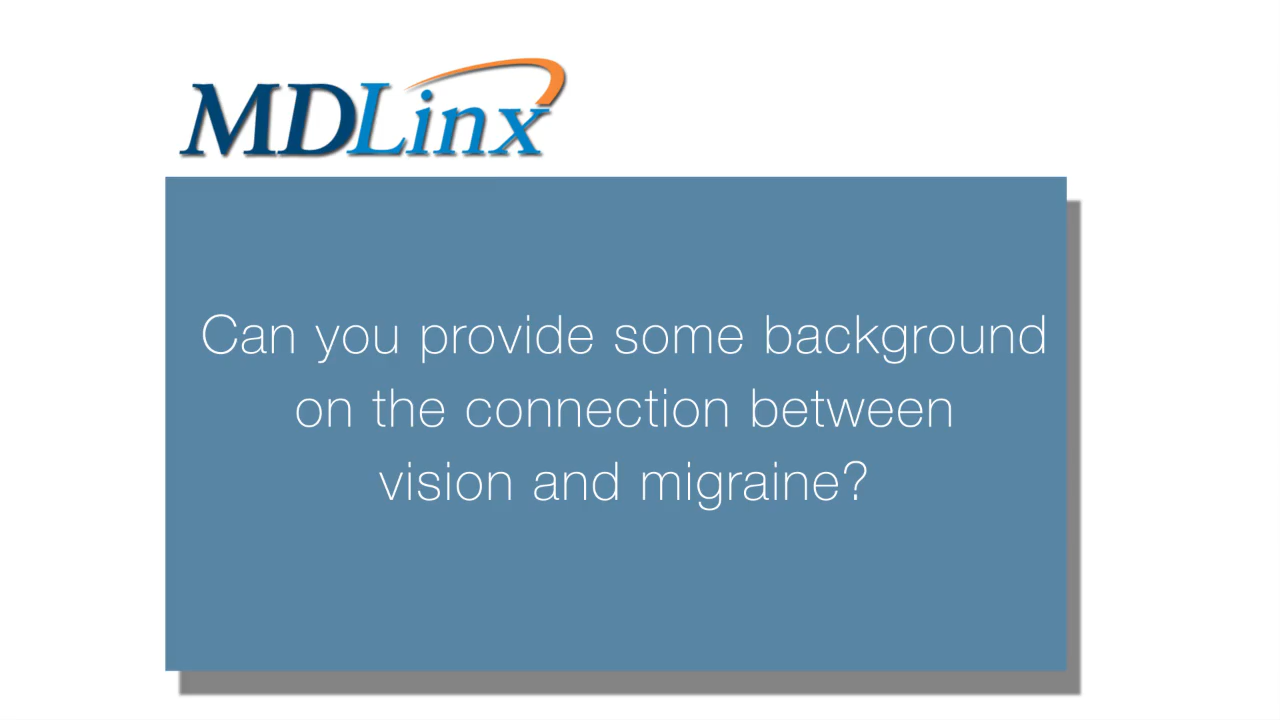 MDLinx
Can you provide some background
on the connection between
vision and migraine?